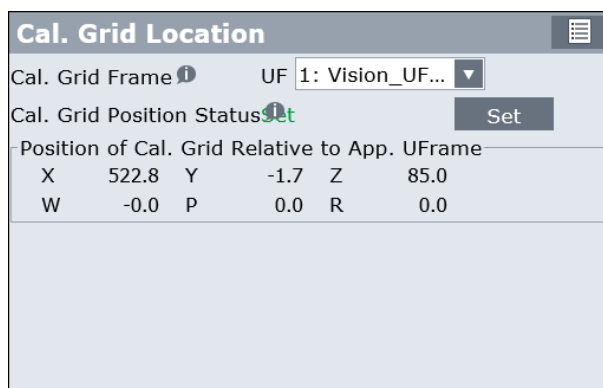 Cal. Grid Location
Cal. Grid Frame UF 1: Vision_UF...
Cal. Grid Position Status Set Set
Position of Cal. Grid Relative to App. UFrame
X 522.8 Y -1.7 Z 85.0
W -0.0 P 0.0 R 0.0